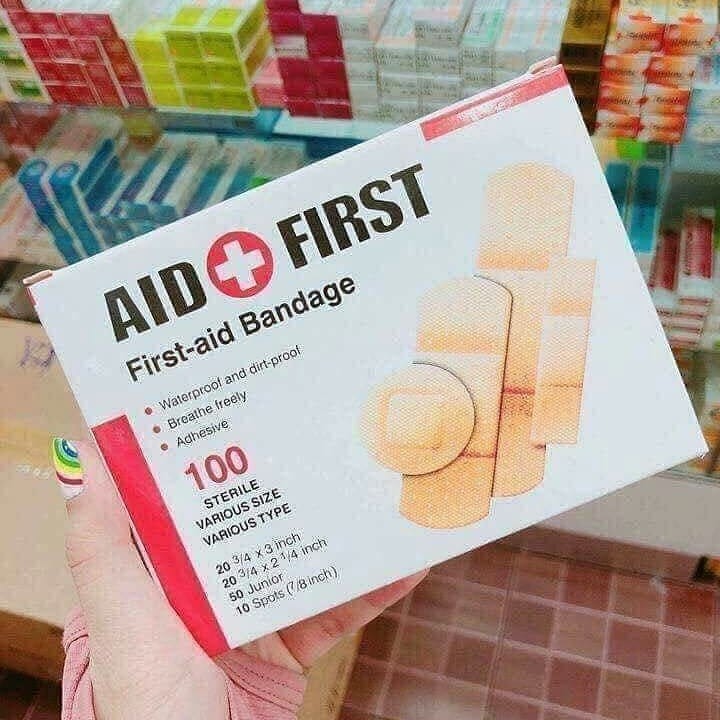 AID FIRST
First-aid Bandage
Waterproof and dirt-proof
Breathe freely
Adhesive
100
STERILE
VARIOUS SIZE
VARIOUS TYPE
20 3/4 x 3 inch
20 3/4 x 2 1/4 inch
50 Junior
10 Spots (7/8 inch)